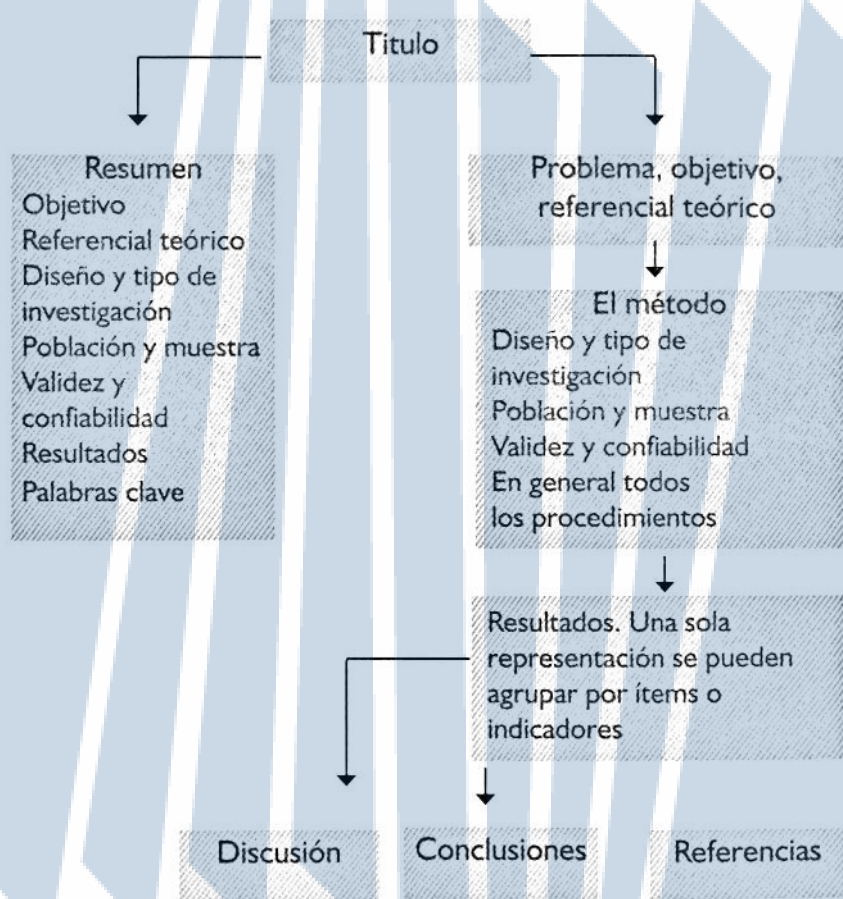 Titulo
Resumen
Objetivo
Referencial teórico
Diseño y tipo de
investigación
Población y muestra
Validez y
confiabilidad
Resultados
Palabras clave
Problema, objetivo,
referencial teórico
El método
Diseño y tipo de
investigación
Población y muestra
Validez y confiabilidad
En general todos
los procedimientos
Resultados. Una sola
representación se pueden
agrupar por ítems o
indicadores
Discusión
Conclusiones
Referencias